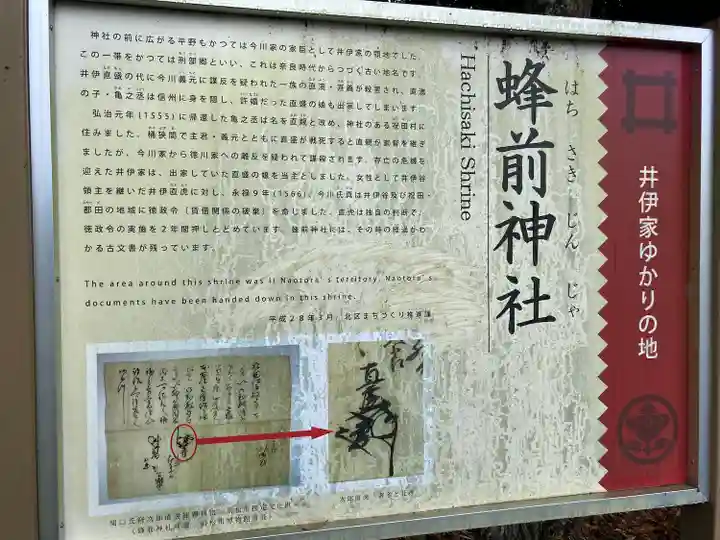 井伊家ゆかりの地
蜂前神社
はち さき じん じゃ
Hachisaki Shrine
神社の前に広がる平野もかつては今川家の家臣として井伊家の領地でした。
この一帯をかつては刑部郷といい、これは奈良時代からつづく古い地名です。
井伊直盛の代に今川義元に謀反を疑われた一族の直満・直義が殺害され、直満
の子・亀之丞は信州に身を隠し、許婚だった直盛の娘も出家してしまいます。
弘治元年(1555)に帰還した亀之丞は名を直親と改め、神社のある祝田村に
住みました。桶狭間で主君・義元とともに直盛が戦死すると直親が家督を継ぎ
ましたが、今川家から徳川家への離反を疑われて謀殺されます。存亡の危機を
迎えた井伊家は、出家していた直盛の娘を当主としました。女性として井伊谷
領主を継いだ井伊直虎に対し、永禄9年(1566)、今川氏真は井伊谷及び祝田・
都田の地域に徳政令(貸借関係の破棄)を命じました。直虎は独自の判断で、
徳政令の実施を2年間押しとどめています。蜂前神社には、その時の経過がわ
かる古文書が残っています。
The area around this shrine was Ii Naotora's territory. Naotora's
documents have been handed down in this shrine.
平成28年3月 北区まちづくり推進課